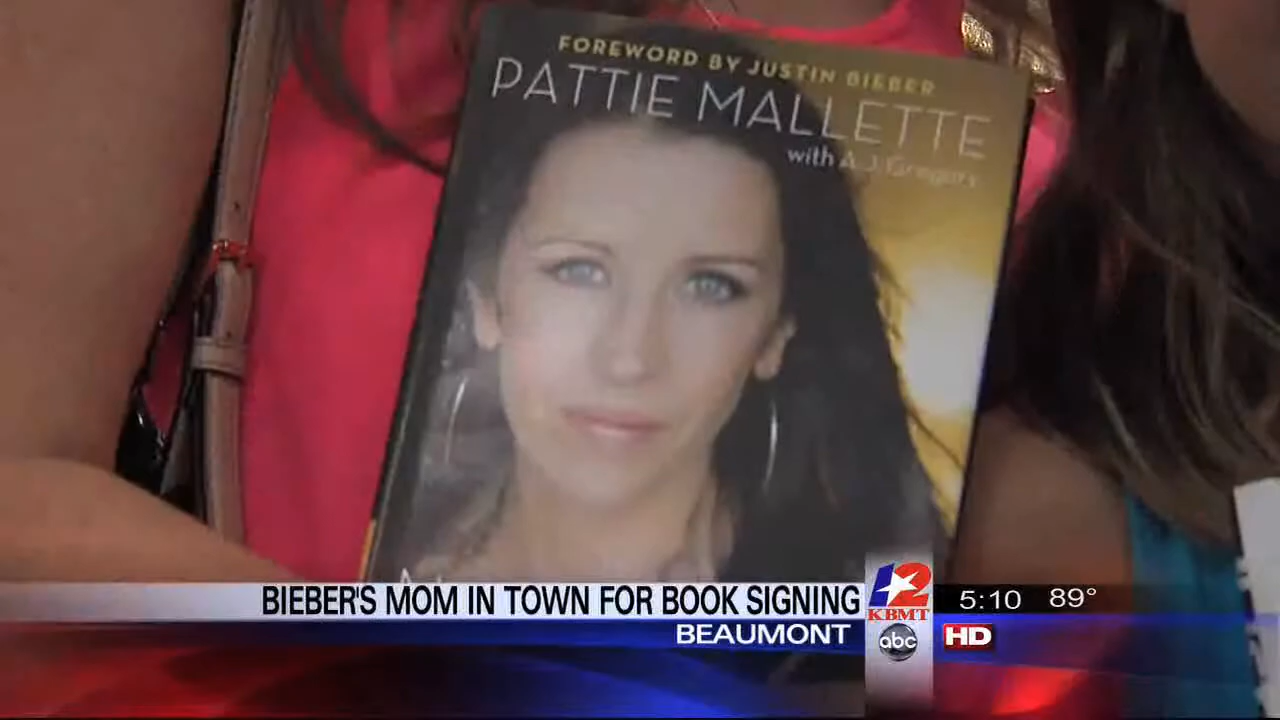 FOREWORD BY JUSTIN BIEBER
PATTIE MALLETTE
with A.J. Gregory
BIEBER'S MOM IN TOWN FOR BOOK SIGNING
BEAUMONT
12
KBMT
abc
5:10 89°
HD